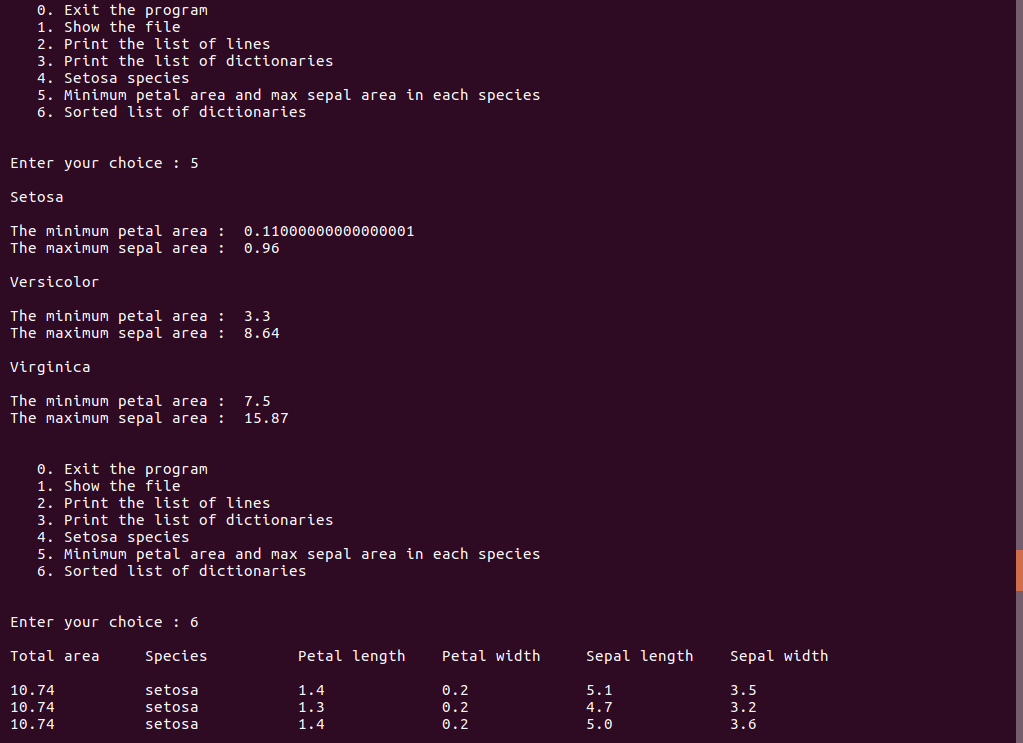 0. Exit the program
1. Show the file
2. Print the list of lines
3. Print the list of dictionaries
4. Setosa species
5. Minimum petal area and max sepal area in each species
6. Sorted list of dictionaries
Enter your choice : 5
Setosa
The minimum petal area :  0.11000000000000001
The maximum sepal area :  0.96
Versicolor
The minimum petal area :  3.3
The maximum sepal area :  8.64
Virginica
The minimum petal area :  7.5
The maximum sepal area :  15.87
0. Exit the program
1. Show the file
2. Print the list of lines
3. Print the list of dictionaries
4. Setosa species
5. Minimum petal area and max sepal area in each species
6. Sorted list of dictionaries
Enter your choice : 6
Total area     Species          Petal length    Petal width     Sepal length    Sepal width
10.74          setosa           1.4             0.2             5.1             3.5
10.74          setosa           1.3             0.2             4.7             3.2
10.74          setosa           1.4             0.2             5.0             3.6